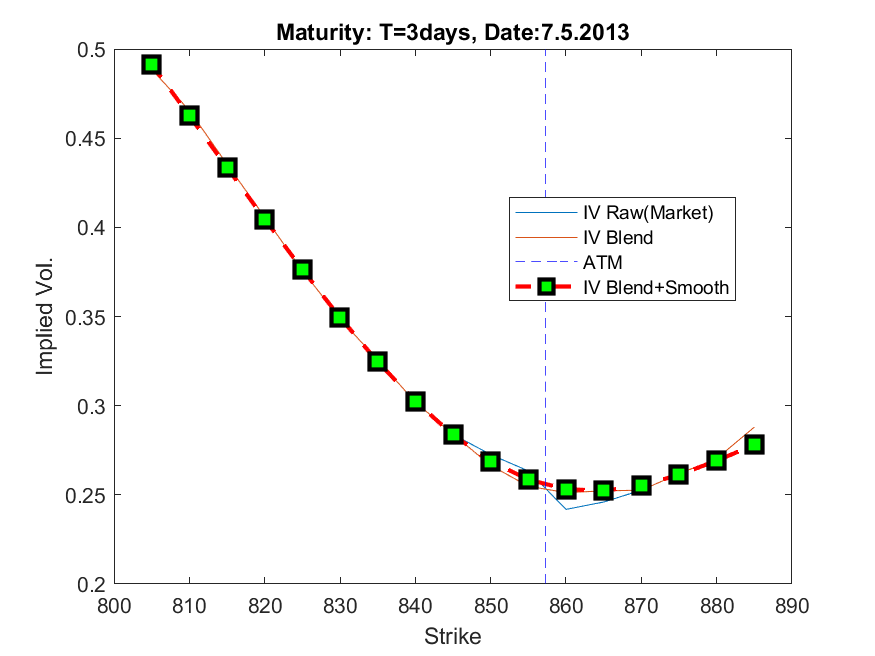 Maturity: T=3days, Date:7.5.2013
0.5
0.45
0.4
0.35
0.3
0.25
0.2
Implied Vol.
IV Raw(Market)
IV Blend
ATM
IV Blend+Smooth
800 810 820 830 840 850 860 870 880 890
Strike